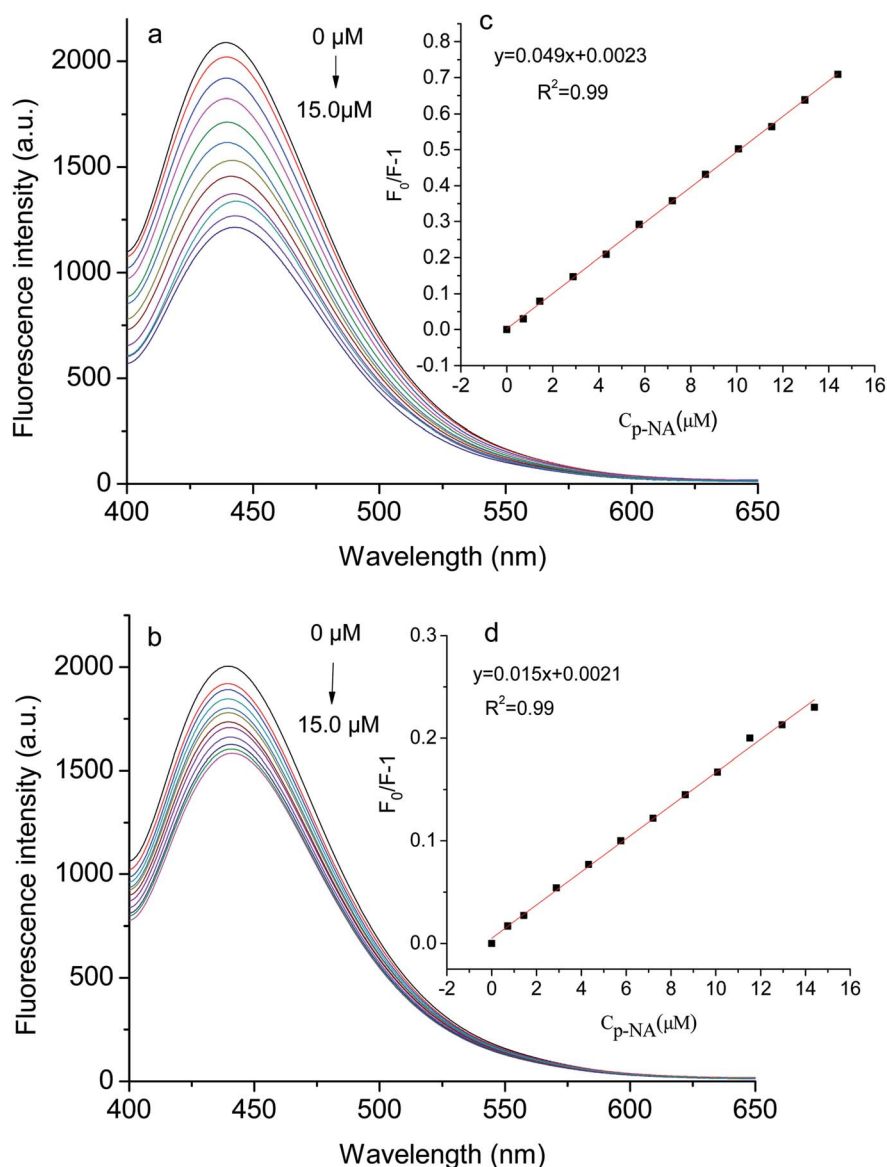 a
0 µM
15.0µM
Fluorescence intensity (a.u.)
2000
1500
1000
500
0
400 450 500 550 600 650
Wavelength (nm)
c
y=0.049x+0.0023
R²=0.99
F₀/F-1
0.8
0.7
0.6
0.5
0.4
0.3
0.2
0.1
0.0
-0.1
-2 0 2 4 6 8 10 12 14 16
Cp-NA(µM)
b
0 µM
15.0 µM
Fluorescence intensity (a.u.)
2000
1500
1000
500
0
400 450 500 550 600 650
Wavelength (nm)
d
y=0.015x+0.0021
R²=0.99
F₀/F-1
0.3
0.2
0.1
0.0
-2 0 2 4 6 8 10 12 14 16
Cp-NA(µM)